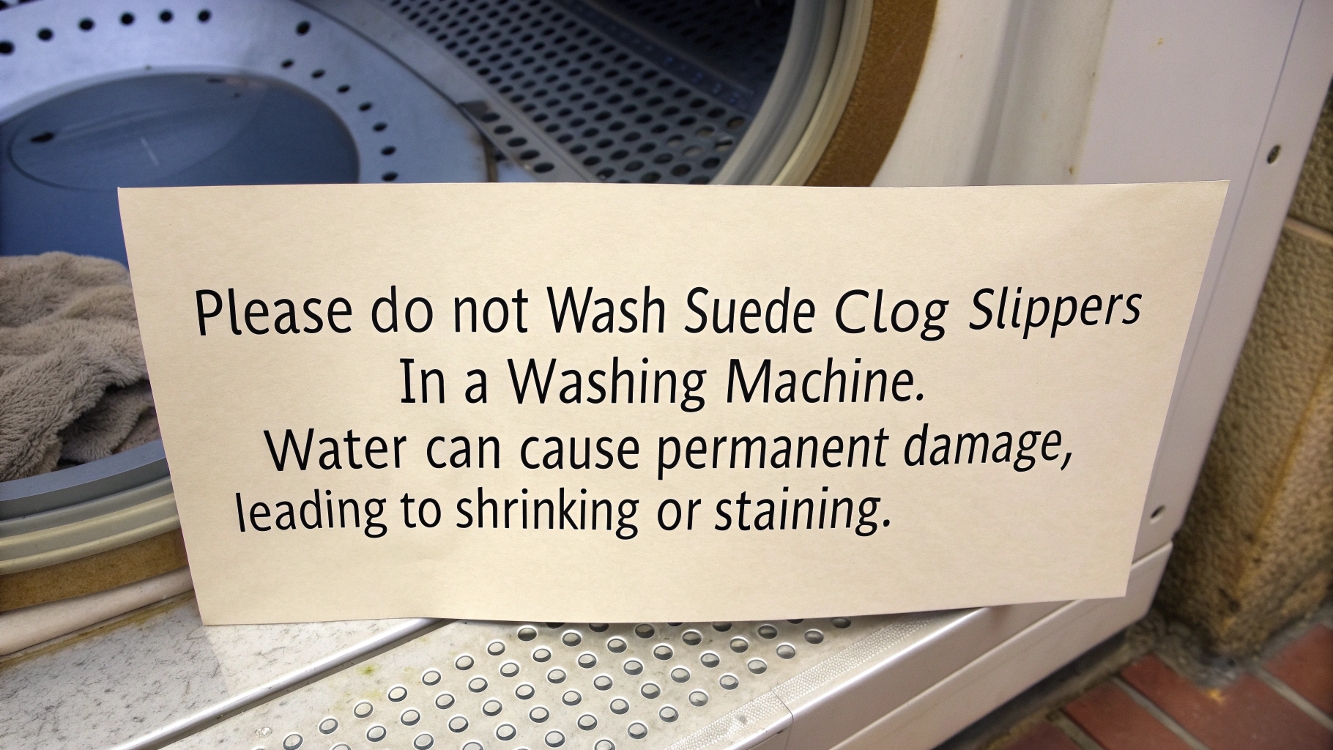 Please do not Wash Suede Clog Slippers
In a Washing Machine.
Water can cause permanent damage,
leading to shrinking or staining.